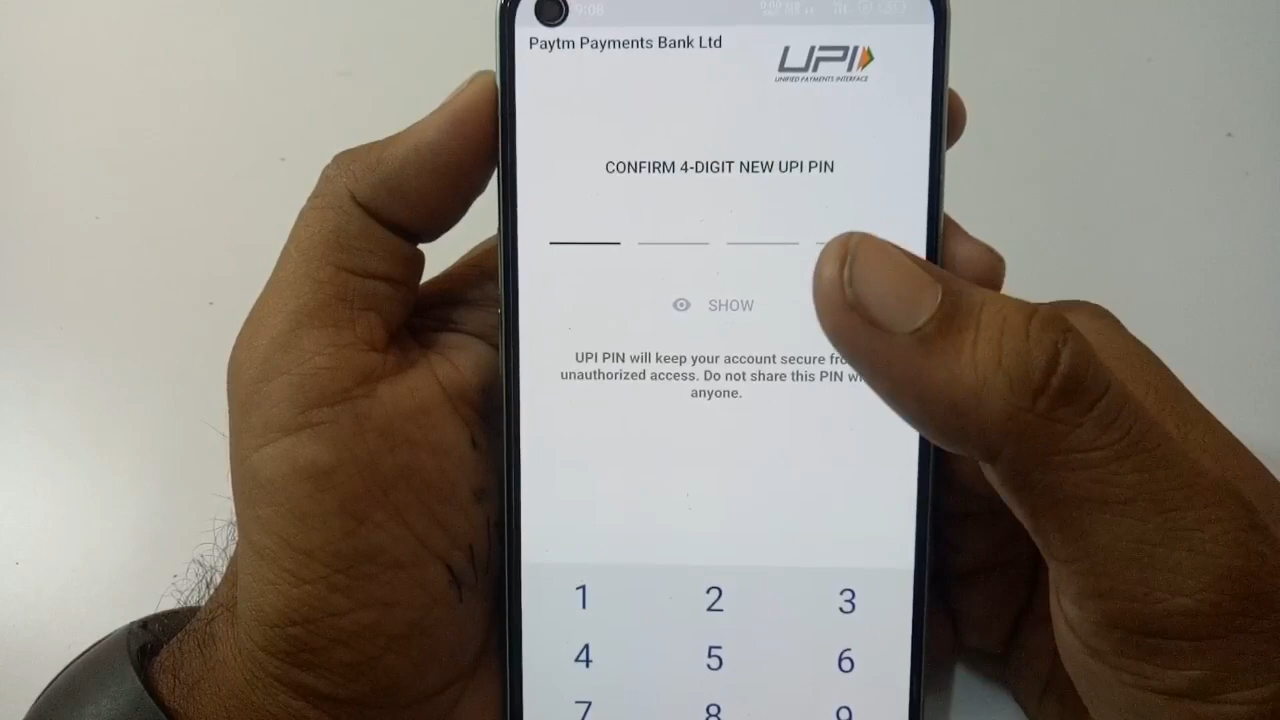 9:08
Paytm Payments Bank Ltd
UPI
UNIFIED PAYMENTS INTERFACE
CONFIRM 4-DIGIT NEW UPI PIN
SHOW
UPI PIN will keep your account secure
unauthorized access. Do not share this PIN
anyone.
1 2 3
4 5 6
7 8 9